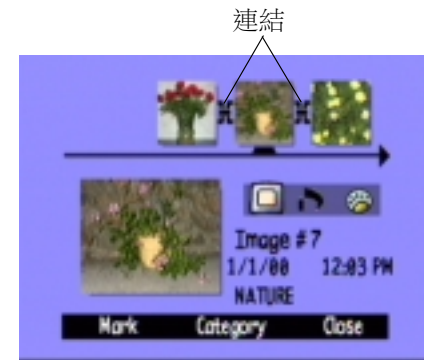 連結
Image #7
1/1/00 12:03 PM
NATURE
Mark Category Close